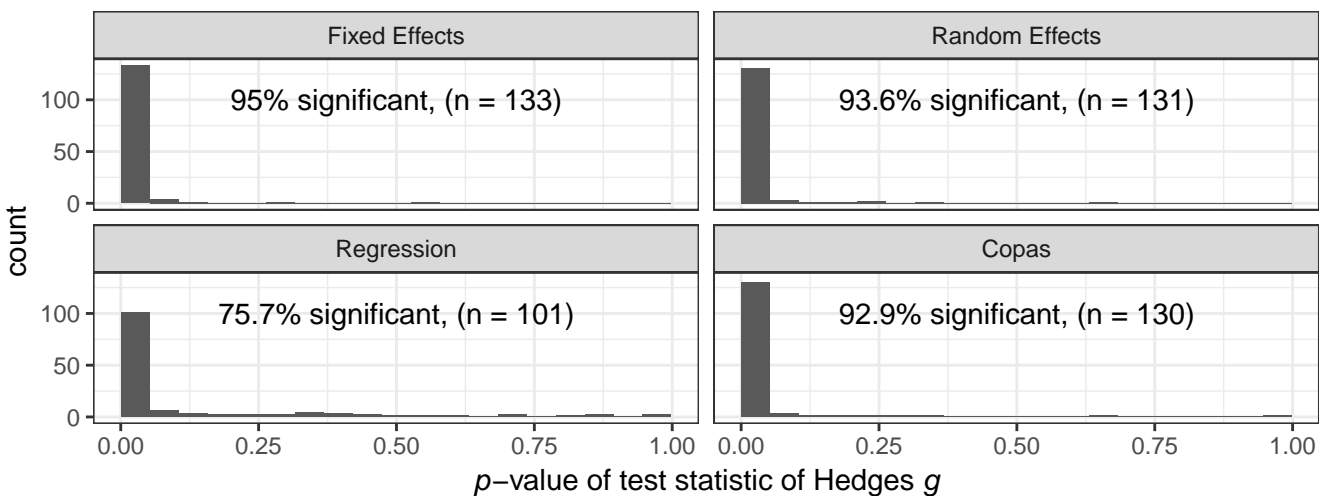 Fixed Effects
Random Effects
95% significant, (n = 133)
93.6% significant, (n = 131)
100
50
0
Regression
Copas
75.7% significant, (n = 101)
92.9% significant, (n = 130)
100
50
0
count
0.00 0.25 0.50 0.75 1.00
0.00 0.25 0.50 0.75 1.00
p−value of test statistic of Hedges g